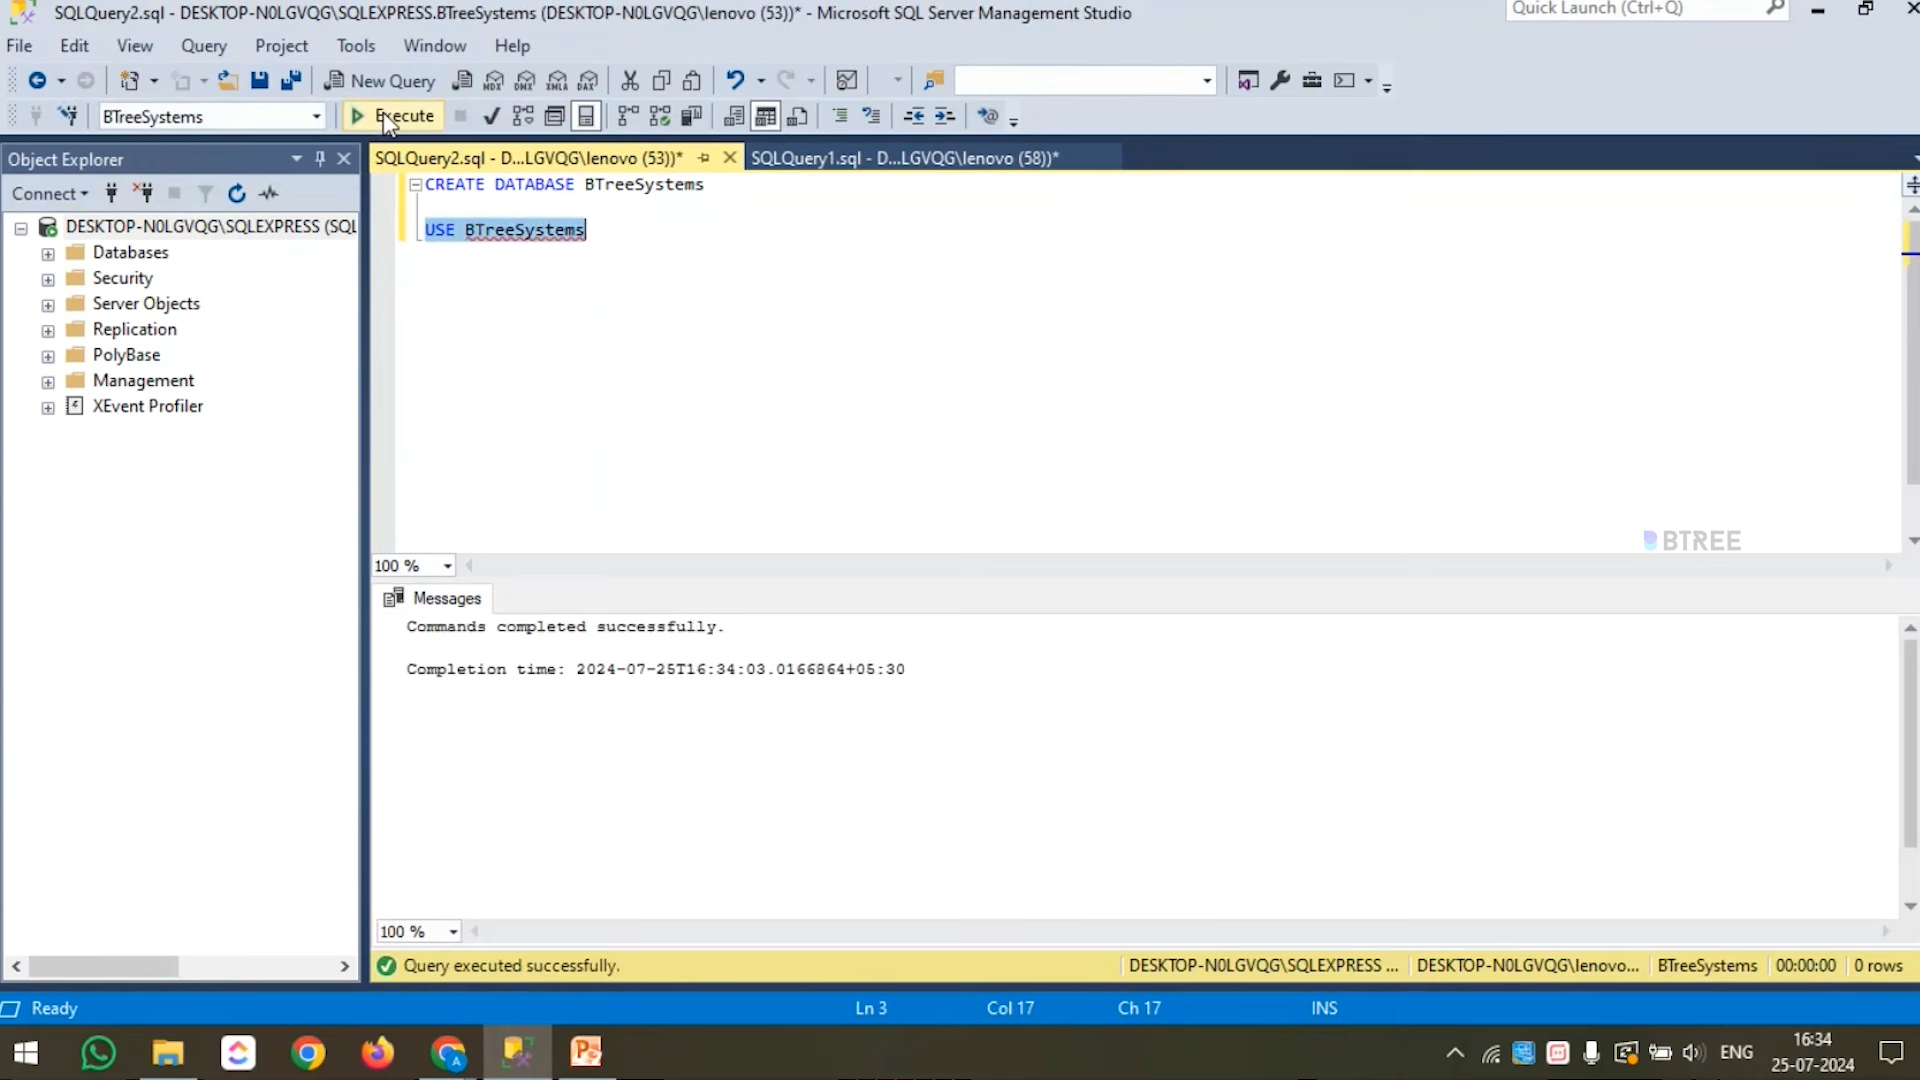 SQLQuery2.sql - DESKTOP-N0LGVQG\SQLEXPRESS.BTreeSystems (DESKTOP-N0LGVQG\lenovo (53))* - Microsoft SQL Server Management Studio
Quick Launch (Ctrl+Q)
File Edit View Query Project Tools Window Help
New Query MDX DMX XMLA DAX
BTreeSystems Execute
Object Explorer
SQLQuery2.sql - D...LGVQG\lenovo (53))* SQLQuery1.sql - D...LGVQG\lenovo (58))*
Connect
CREATE DATABASE BTreeSystems
DESKTOP-N0LGVQG\SQLEXPRESS (SQL
USE BTreeSystems
Databases
Security
Server Objects
Replication
PolyBase
Management
XEvent Profiler
BTREE
100 %
Messages
Commands completed successfully.
Completion time: 2024-07-25T16:34:03.0166864+05:30
100 %
Query executed successfully. DESKTOP-N0LGVQG\SQLEXPRESS ... DESKTOP-N0LGVQG\lenovo... BTreeSystems 00:00:00 0 rows
Ready Ln 3 Col 17 Ch 17 INS
ENG 16:34
25-07-2024